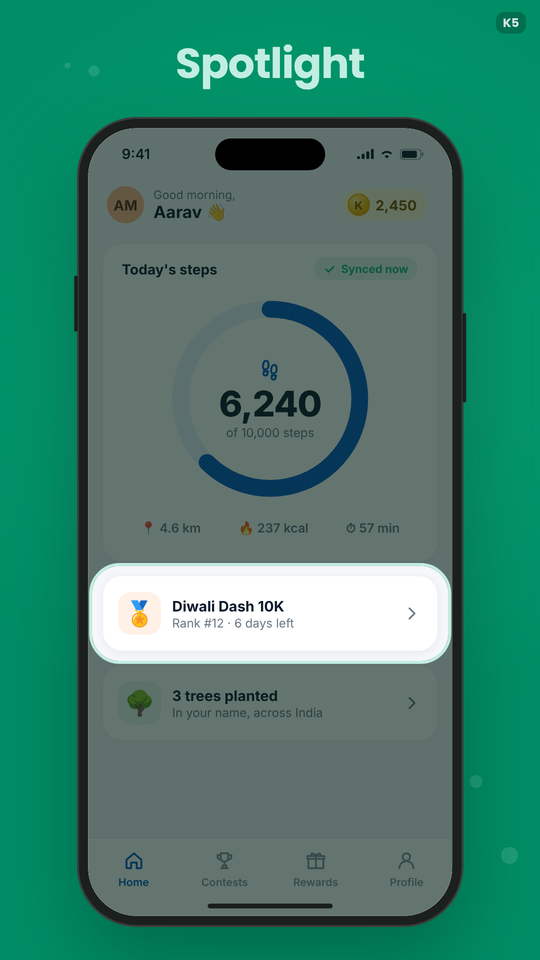 K5
Spotlight
9:41
AM
Good morning,
Aarav 👋
K 2,450
Today's steps
Synced now
6,240
of 10,000 steps
📍 4.6 km
🔥 237 kcal
⏱ 57 min
Diwali Dash 10K
Rank #12 · 6 days left
3 trees planted
In your name, across India
Home
Contests
Rewards
Profile